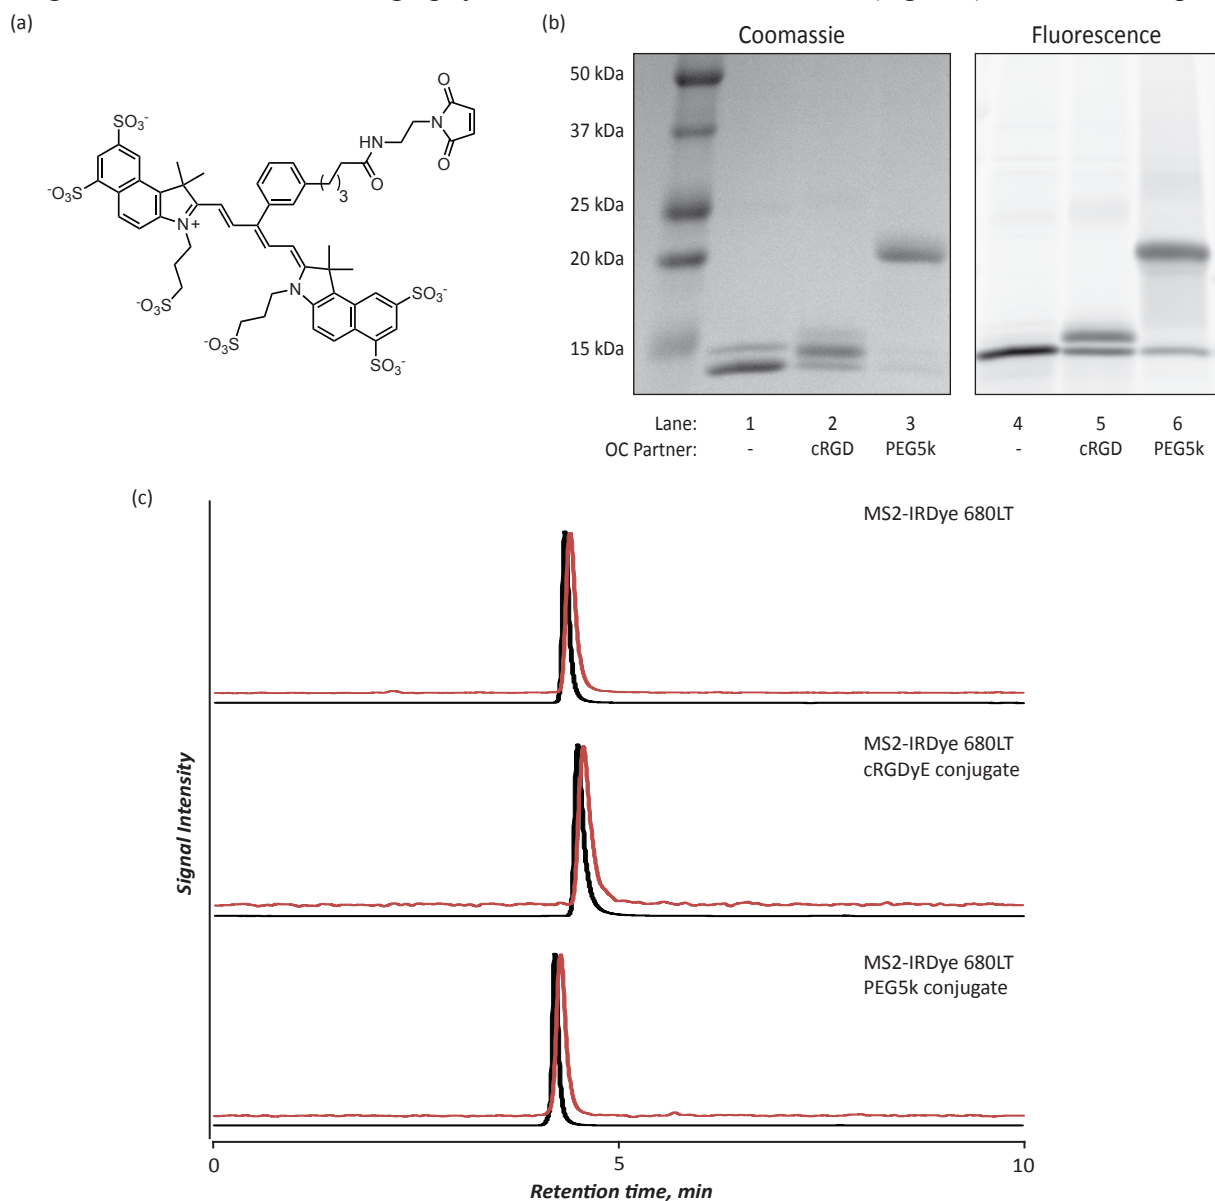 (a)
SO₃⁻
⁻O₃S
N⁺
⁻O₃S
HN
O
N
O
O
3
N
⁻O₃S
SO₃⁻
SO₃⁻
(b)
Coomassie
Fluorescence
50 kDa
37 kDa
25 kDa
20 kDa
15 kDa
Lane: 1 2 3 4 5 6
OC Partner: - cRGD PEG5k - cRGD PEG5k
(c)
MS2-IRDye 680LT
MS2-IRDye 680LT
cRGDyE conjugate
MS2-IRDye 680LT
PEG5k conjugate
Signal Intensity
0 5 10
Retention time, min